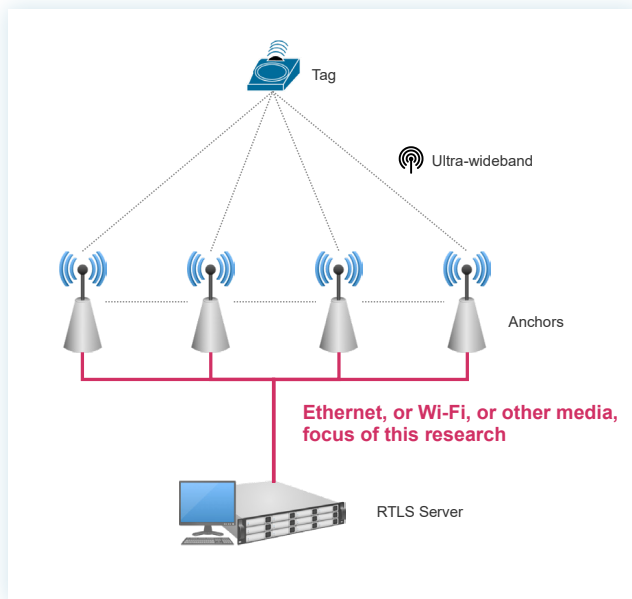 Tag
Ultra-wideband
Anchors
Ethernet, or Wi-Fi, or other media,
focus of this research
RTLS Server